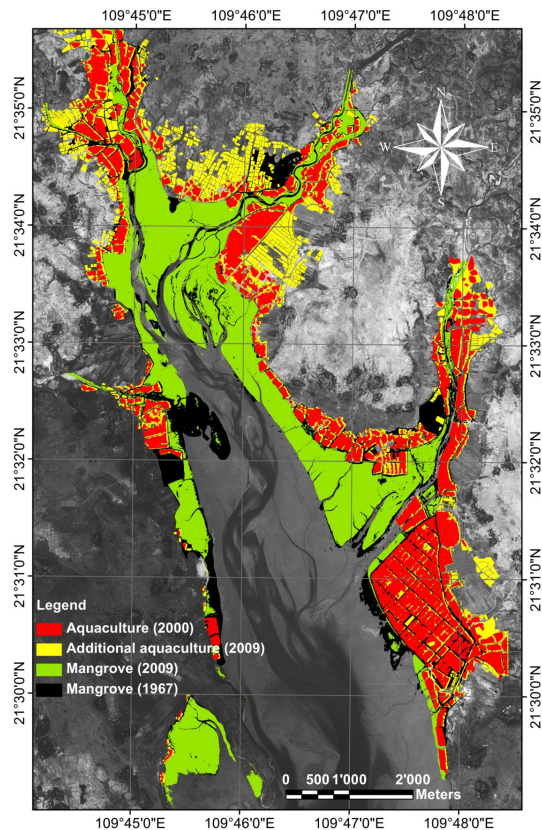 109°45'0"E 109°46'0"E 109°47'0"E 109°48'0"E
21°35'0"N
21°35'0"N
N
W E
S
21°34'0"N
21°34'0"N
21°33'0"N
21°33'0"N
21°32'0"N
21°32'0"N
21°31'0"N
21°31'0"N
Legend
Aquaculture (2000)
Additional aquaculture (2009)
Mangrove (2009)
Mangrove (1967)
21°30'0"N
21°30'0"N
0 500 1'000 2'000
Meters
109°45'0"E 109°46'0"E 109°47'0"E 109°48'0"E